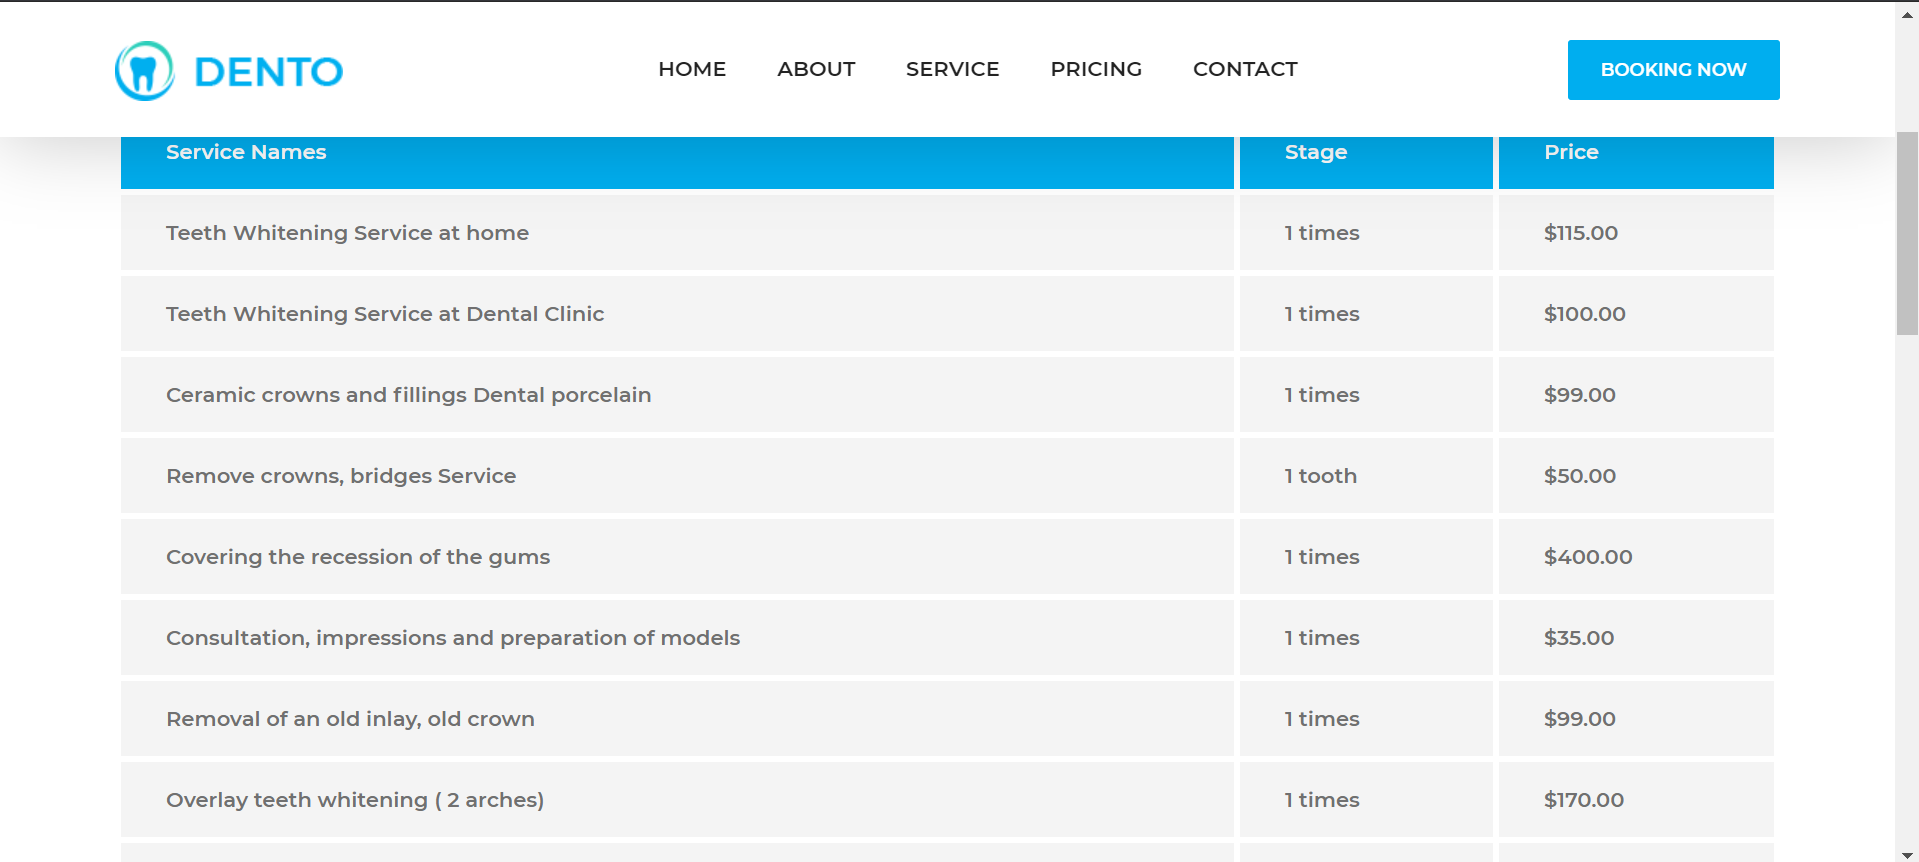 DENTO
HOME ABOUT SERVICE PRICING CONTACT
BOOKING NOW
Service Names Stage Price
Teeth Whitening Service at home 1 times $115.00
Teeth Whitening Service at Dental Clinic 1 times $100.00
Ceramic crowns and fillings Dental porcelain 1 times $99.00
Remove crowns, bridges Service 1 tooth $50.00
Covering the recession of the gums 1 times $400.00
Consultation, impressions and preparation of models 1 times $35.00
Removal of an old inlay, old crown 1 times $99.00
Overlay teeth whitening ( 2 arches) 1 times $170.00